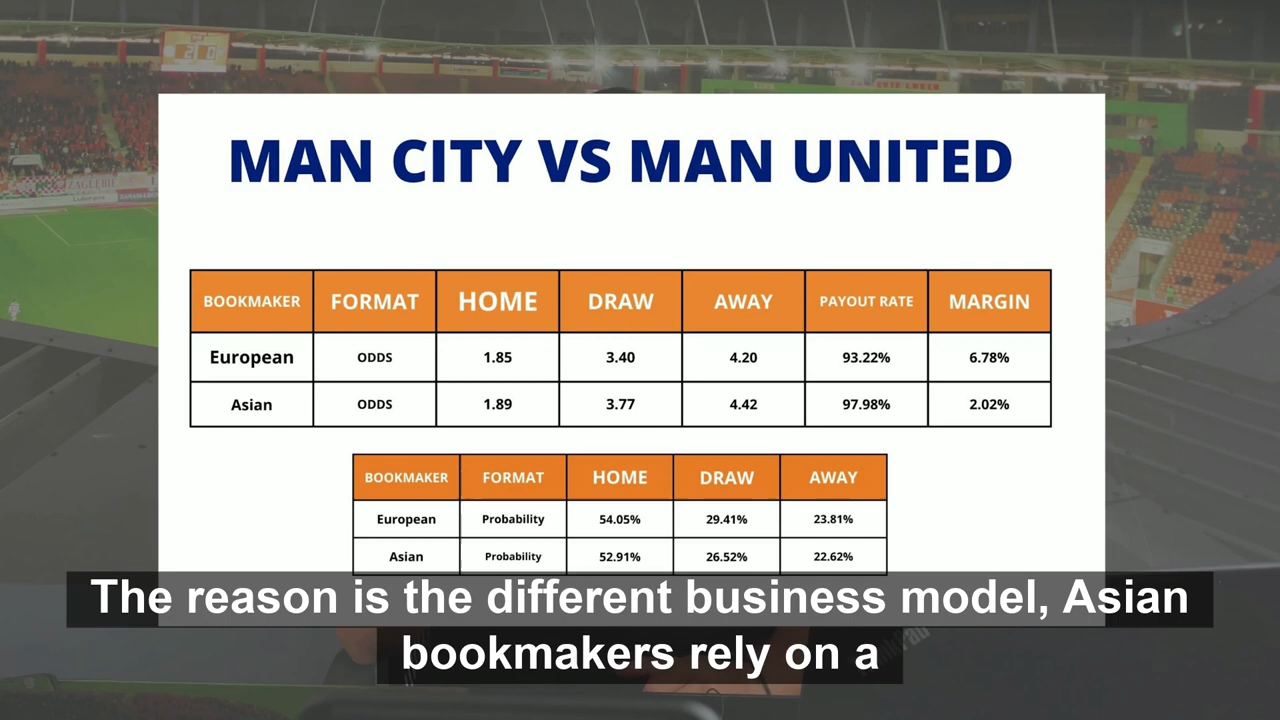 2 0
ZAGŁĘBIE
MAN CITY VS MAN UNITED
BOOKMAKER FORMAT HOME DRAW AWAY PAYOUT RATE MARGIN
European ODDS 1.85 3.40 4.20 93.22% 6.78%
Asian ODDS 1.89 3.77 4.42 97.98% 2.02%
BOOKMAKER FORMAT HOME DRAW AWAY
European Probability 54.05% 29.41% 23.81%
Asian Probability 52.91% 26.52% 22.62%
The reason is the different business model, Asian
bookmakers rely on a